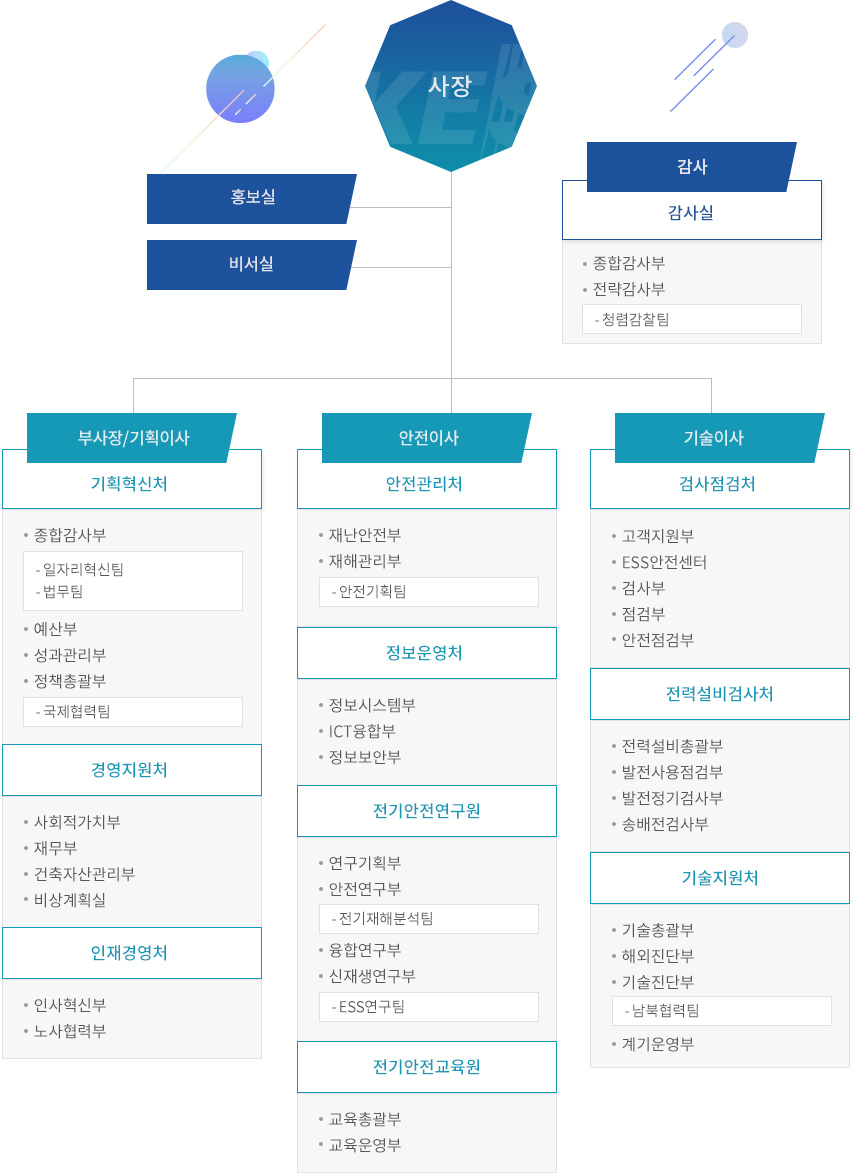 사장
홍보실
비서실
감사
감사실
종합감사부
전략감사부
- 청렴감찰팀
부사장/기획이사
기획혁신처
종합감사부
- 일자리혁신팀
- 법무팀
예산부
성과관리부
정책총괄부
- 국제협력팀
경영지원처
사회적가치부
재무부
건축자산관리부
비상계획실
인재경영처
인사혁신부
노사협력부
안전이사
안전관리처
재난안전부
재해관리부
- 안전기획팀
정보운영처
정보시스템부
ICT융합부
정보보안부
전기안전연구원
연구기획부
안전연구부
- 전기재해분석팀
융합연구부
신재생연구부
- ESS연구팀
전기안전교육원
교육총괄부
교육운영부
기술이사
검사점검처
고객지원부
ESS안전센터
검사부
점검부
안전점검부
전력설비검사처
전력설비총괄부
발전사용점검부
발전정기검사부
송배전검사부
기술지원처
기술총괄부
해외진단부
기술진단부
- 남북협력팀
계기운영부